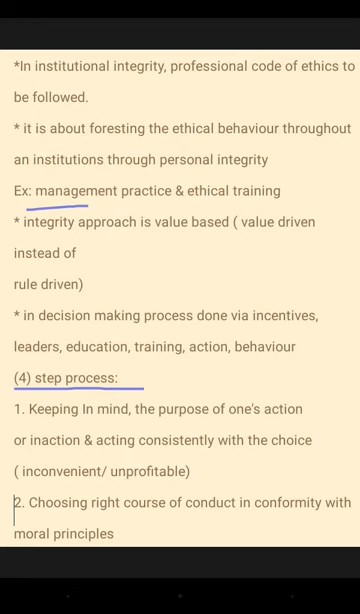 *In institutional integrity, professional code of ethics to
be followed.
* it is about foresting the ethical behaviour throughout
an institutions through personal integrity
Ex: management practice & ethical training
* integrity approach is value based ( value driven
instead of
rule driven)
* in decision making process done via incentives,
leaders, education, training, action, behaviour
(4) step process:
1. Keeping In mind, the purpose of one's action
or inaction & acting consistently with the choice
( inconvenient/ unprofitable)
2. Choosing right course of conduct in conformity with
moral principles